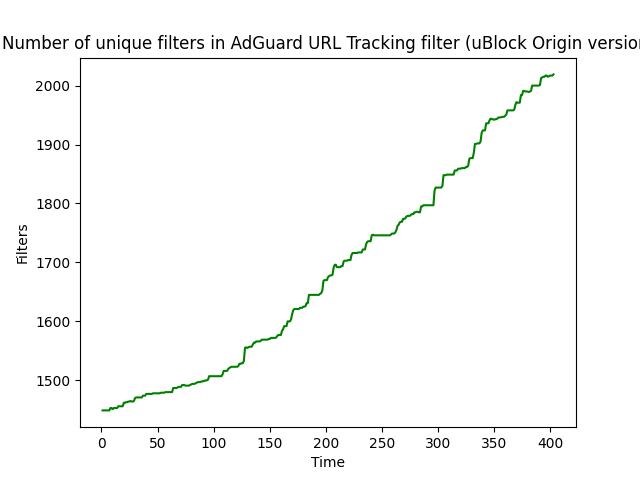 Number of unique filters in AdGuard URL Tracking filter (uBlock Origin version
2000
1900
1800
1700
1600
1500
Filters
0 50 100 150 200 250 300 350 400
Time